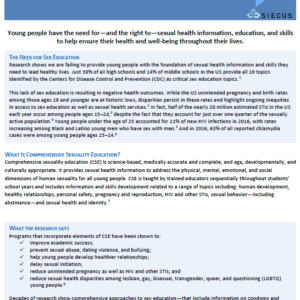 SIECUS
Young people have the need for—and the right to—sexual health information, education, and skills
to help ensure their health and well-being throughout their lives.
THE NEED FOR SEX EDUCATION
Research shows we are failing to provide young people with the foundation of sexual health information and skills they
need to lead healthy lives. Just 38% of all high schools and 14% of middle schools in the US provide all 19 topics
identified by the Centers for Disease Control and Prevention (CDC) as critical sex education topics.
This lack of sex education is resulting in negative health outcomes. While the US unintended pregnancy and birth rates
among those ages 19 and younger are at historic lows, disparities persist in these rates and highlight ongoing inequities
in access to sex education as well as sexual health services. In fact, half of the nearly 20 million estimated STIs in the US
each year occur among people ages 15–24, despite the fact that they account for just over one quarter of the sexually
active population. Young people under the age of 25 accounted for 21% of new HIV infections in 2016, with rates
increasing among Black and Latino young men who have sex with men. And in 2016, 63% of all reported chlamydia
cases were among young people ages 15–24.
WHAT IS COMPREHENSIVE SEXUALITY EDUCATION?
Comprehensive sexuality education (CSE) is science-based, medically accurate and complete, and age, developmentally, and
culturally appropriate. It provides sexual health information to address the physical, mental, emotional, and social
dimensions of human sexuality for all young people. CSE is taught by trained educators sequentially throughout students'
school years and includes information and skills development related to a range of topics including: human development,
healthy relationships, personal safety, pregnancy and reproduction, HIV and other STIs, sexual behavior—including
abstinence—and sexual health and identity.
WHAT THE RESEARCH SAYS
Programs that incorporate elements of CSE have been shown to:
✓ improve academic success;
✓ prevent sexual abuse, dating violence, and bullying;
✓ help young people develop healthier relationships;
✓ delay sexual initiation;
✓ reduce unintended pregnancy as well as HIV and other STIs; and
✓ reduce sexual health disparities among lesbian, gay, bisexual, transgender, queer, and questioning (LGBTQ)
young people.
Decades of research show comprehensive approaches to sex education—that include information on condoms and